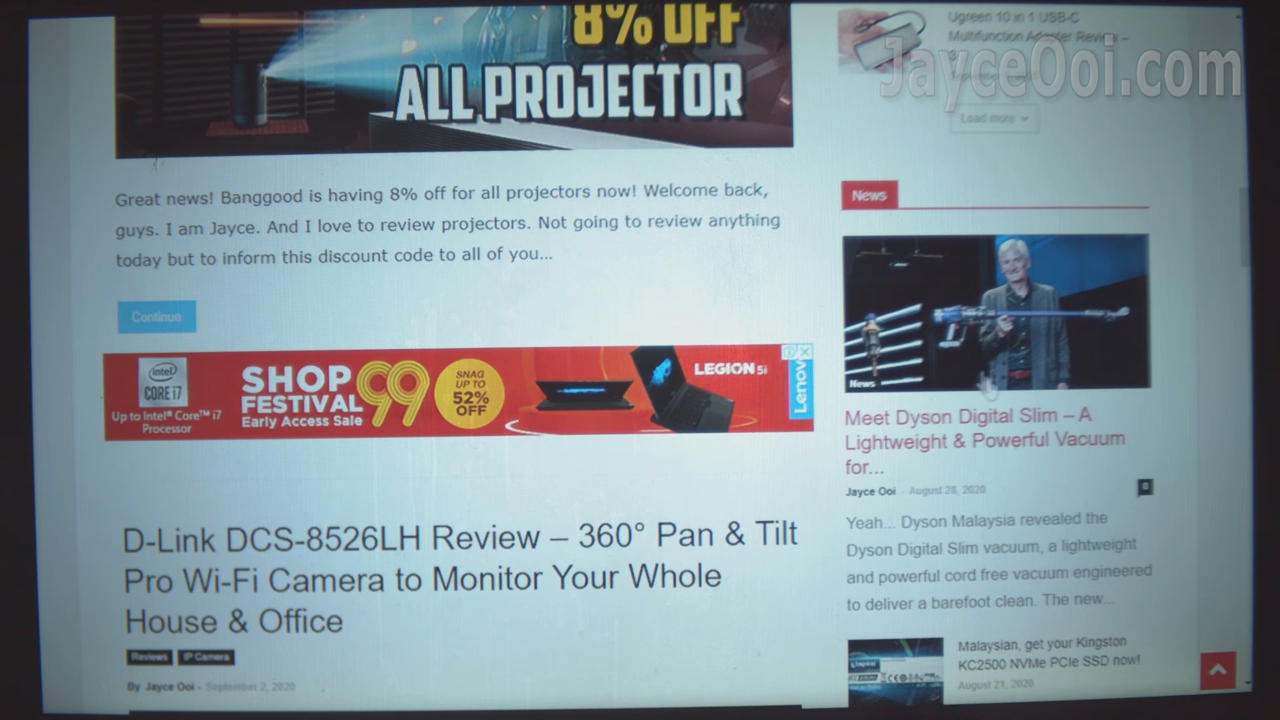 8% OFF
ALL PROJECTOR
Great news! Banggood is having 8% off for all projectors now! Welcome back,
guys. I am Jayce. And I love to review projectors. Not going to review anything
today but to inform this discount code to all of you...
Continue
intel
CORE i7
Up to Intel® Core™ i7
Processor
SHOP
FESTIVAL
99
Early Access Sale
SNAG
UP TO
52%
OFF
LEGION 5i
Lenovo
D-Link DCS-8526LH Review – 360° Pan & Tilt
Pro Wi-Fi Camera to Monitor Your Whole
House & Office
Reviews IP Camera
By Jayce Ooi - September 2, 2020
Ugreen 10 in 1 USB-C
Multifunction Adapter Review –
JayceOoi.com
Load more
News
News
Meet Dyson Digital Slim – A
Lightweight & Powerful Vacuum
for...
Jayce Ooi - August 28, 2020
0
Yeah... Dyson Malaysia revealed the
Dyson Digital Slim vacuum, a lightweight
and powerful cord free vacuum engineered
to deliver a barefoot clean. The new...
Malaysian, get your Kingston
KC2500 NVMe PCIe SSD now!
August 21, 2020